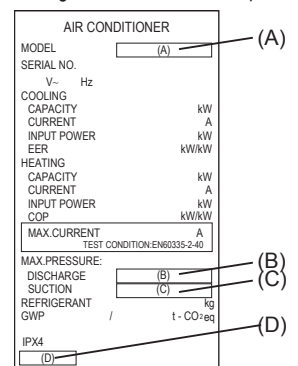 AIR CONDITIONER
MODEL (A) (A)
SERIAL NO.
V~ Hz
COOLING
CAPACITY kW
CURRENT A
INPUT POWER kW
EER kW/kW
HEATING
CAPACITY kW
CURRENT A
INPUT POWER kW
COP kW/kW
MAX.CURRENT A
TEST CONDITION:EN60335-2-40
MAX.PRESSURE:
DISCHARGE (B) (B)
SUCTION (C) (C)
REFRIGERANT kg
GWP / t - CO2eq
(D)
IPX4
(D)